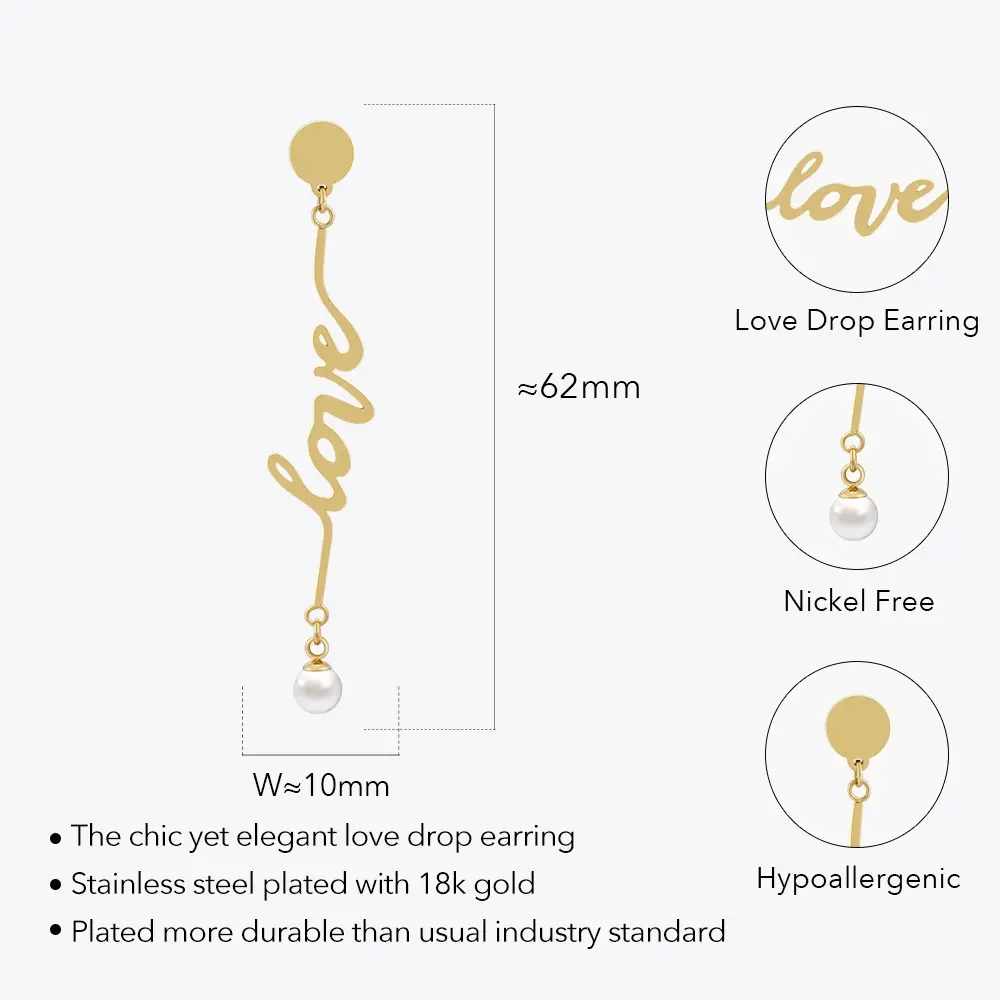 love
≈62mm
W≈10mm
love
Love Drop Earring
Nickel Free
Hypoallergenic
• The chic yet elegant love drop earring
• Stainless steel plated with 18k gold
• Plated more durable than usual industry standard